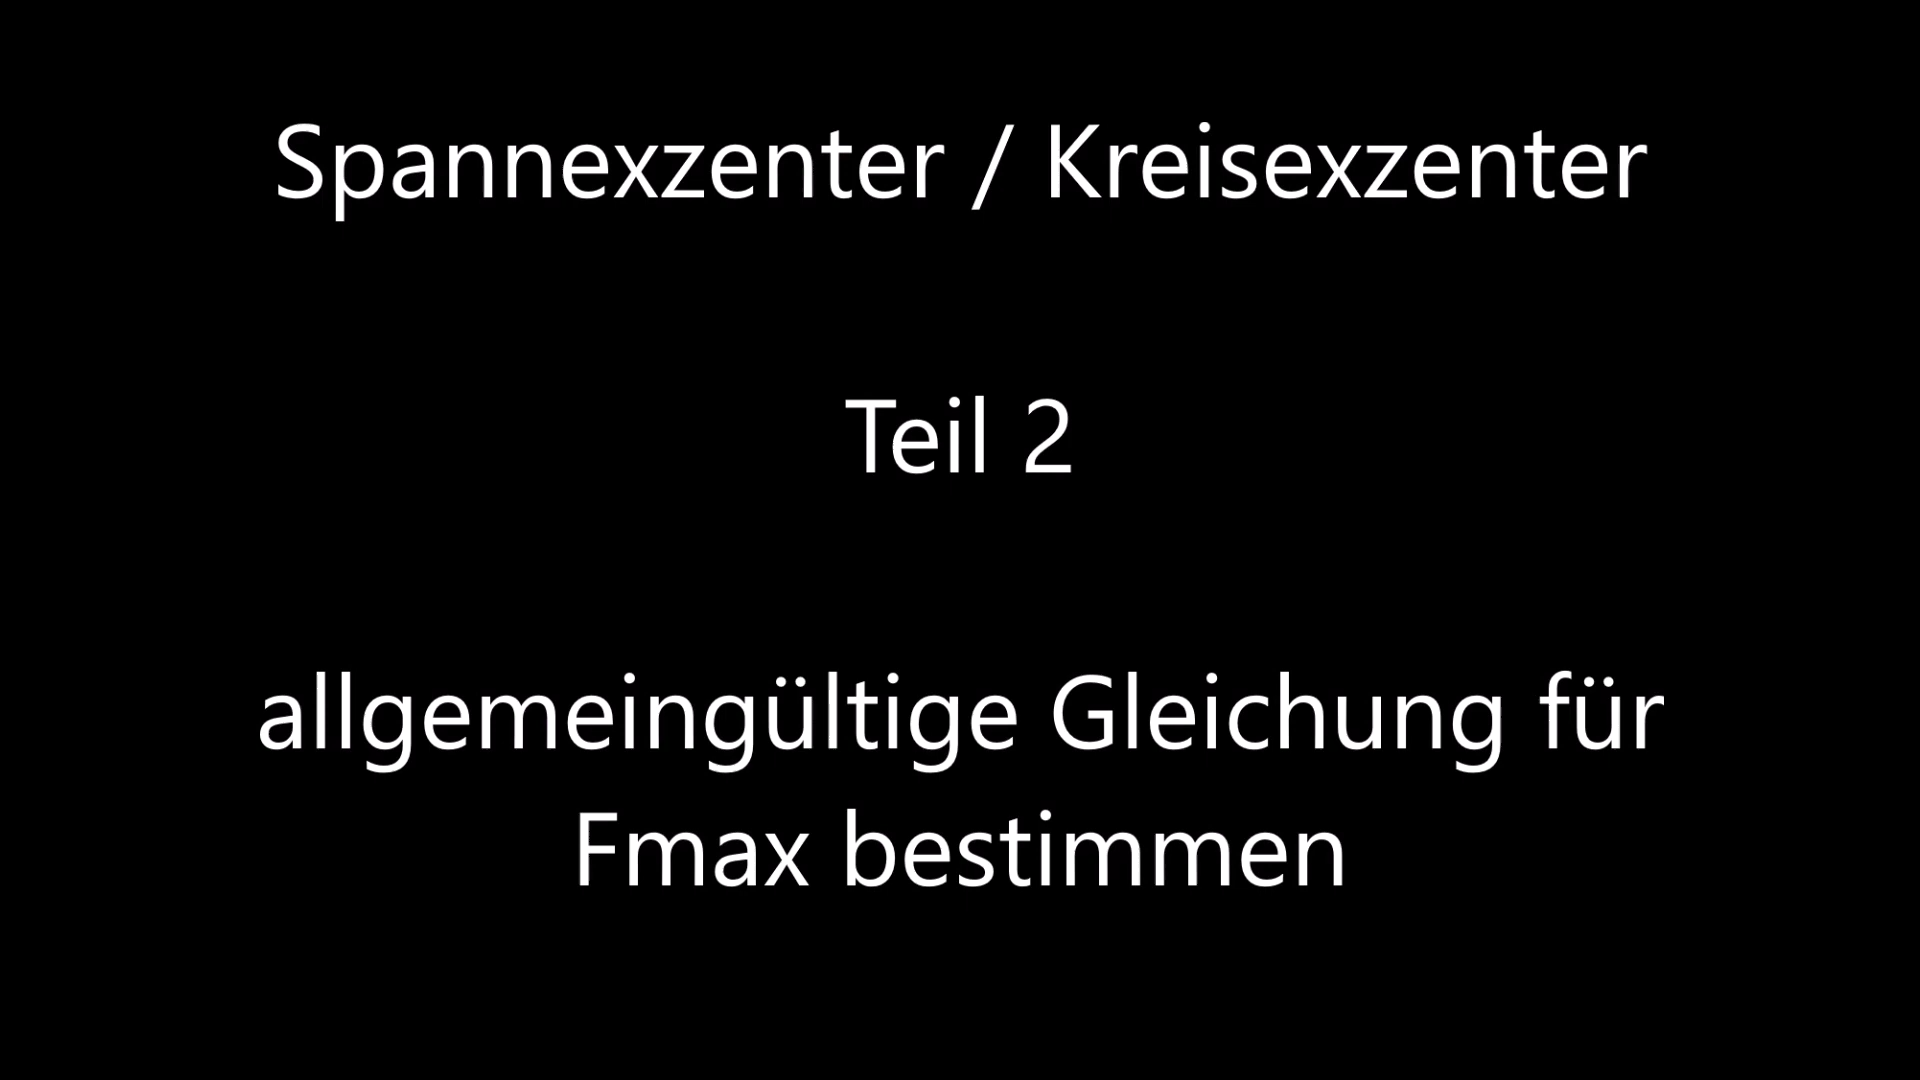 Spannexzenter / Kreisexzenter
Teil 2
allgemeingültige Gleichung für
Fmax bestimmen